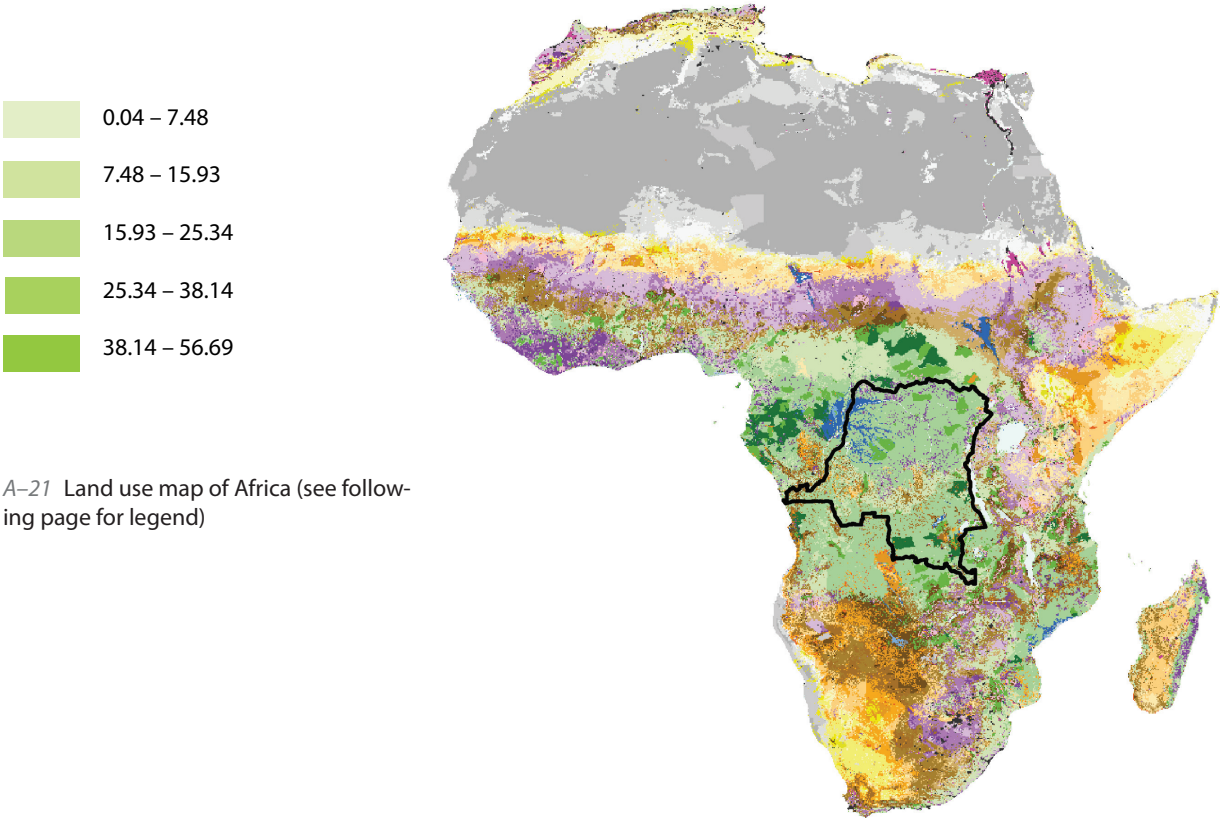 0.04 – 7.48
7.48 – 15.93
15.93 – 25.34
25.34 – 38.14
38.14 – 56.69
A–21 Land use map of Africa (see follow-
ing page for legend)